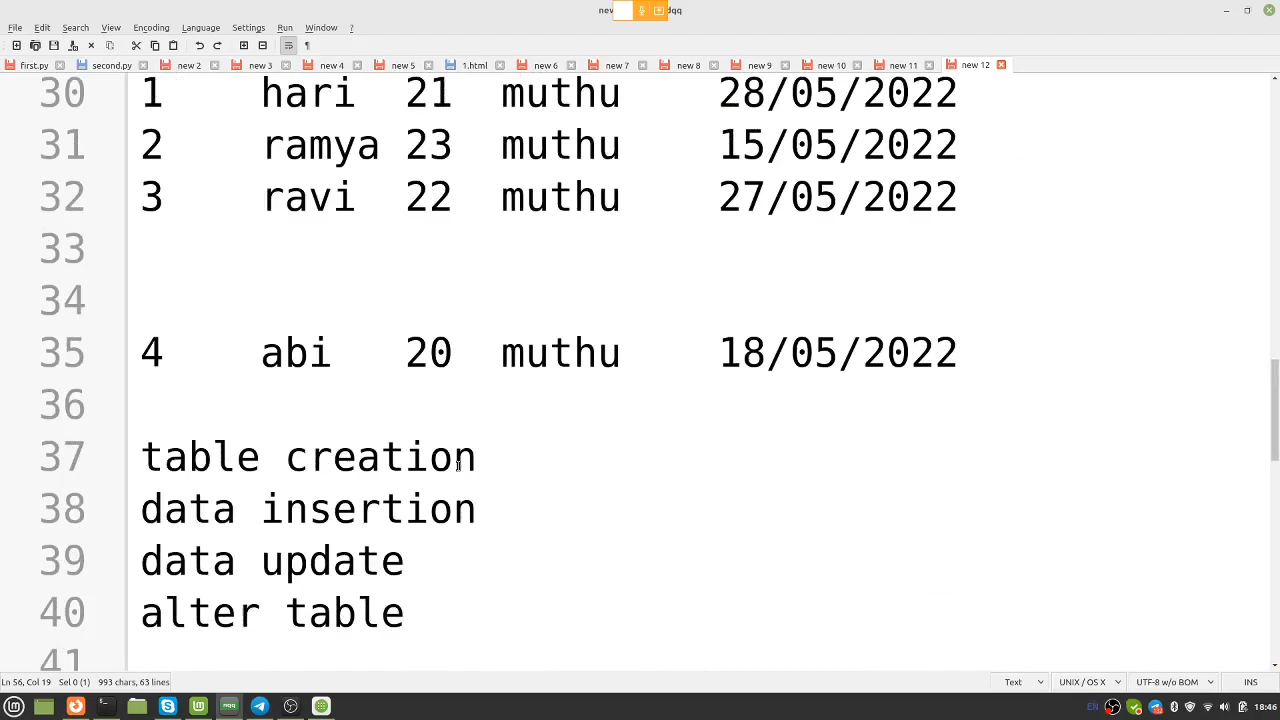 new dqq
File Edit Search View Encoding Language Settings Run Window ?
first.py second.py new 2 new 3 new 4 new 5 1.html new 6 new 7 new 8 new 9 new 10 new 11 new 12
30 1 hari 21 muthu 28/05/2022
31 2 ramya 23 muthu 15/05/2022
32 3 ravi 22 muthu 27/05/2022
33
34
35 4 abi 20 muthu 18/05/2022
36
37 table creation
38 data insertion
39 data update
40 alter table
41
Ln 56, Col 19 Sel 0 (1) 993 chars, 63 lines Text UNIX / OS X UTF-8 w/o BOM INS
EN 18:46